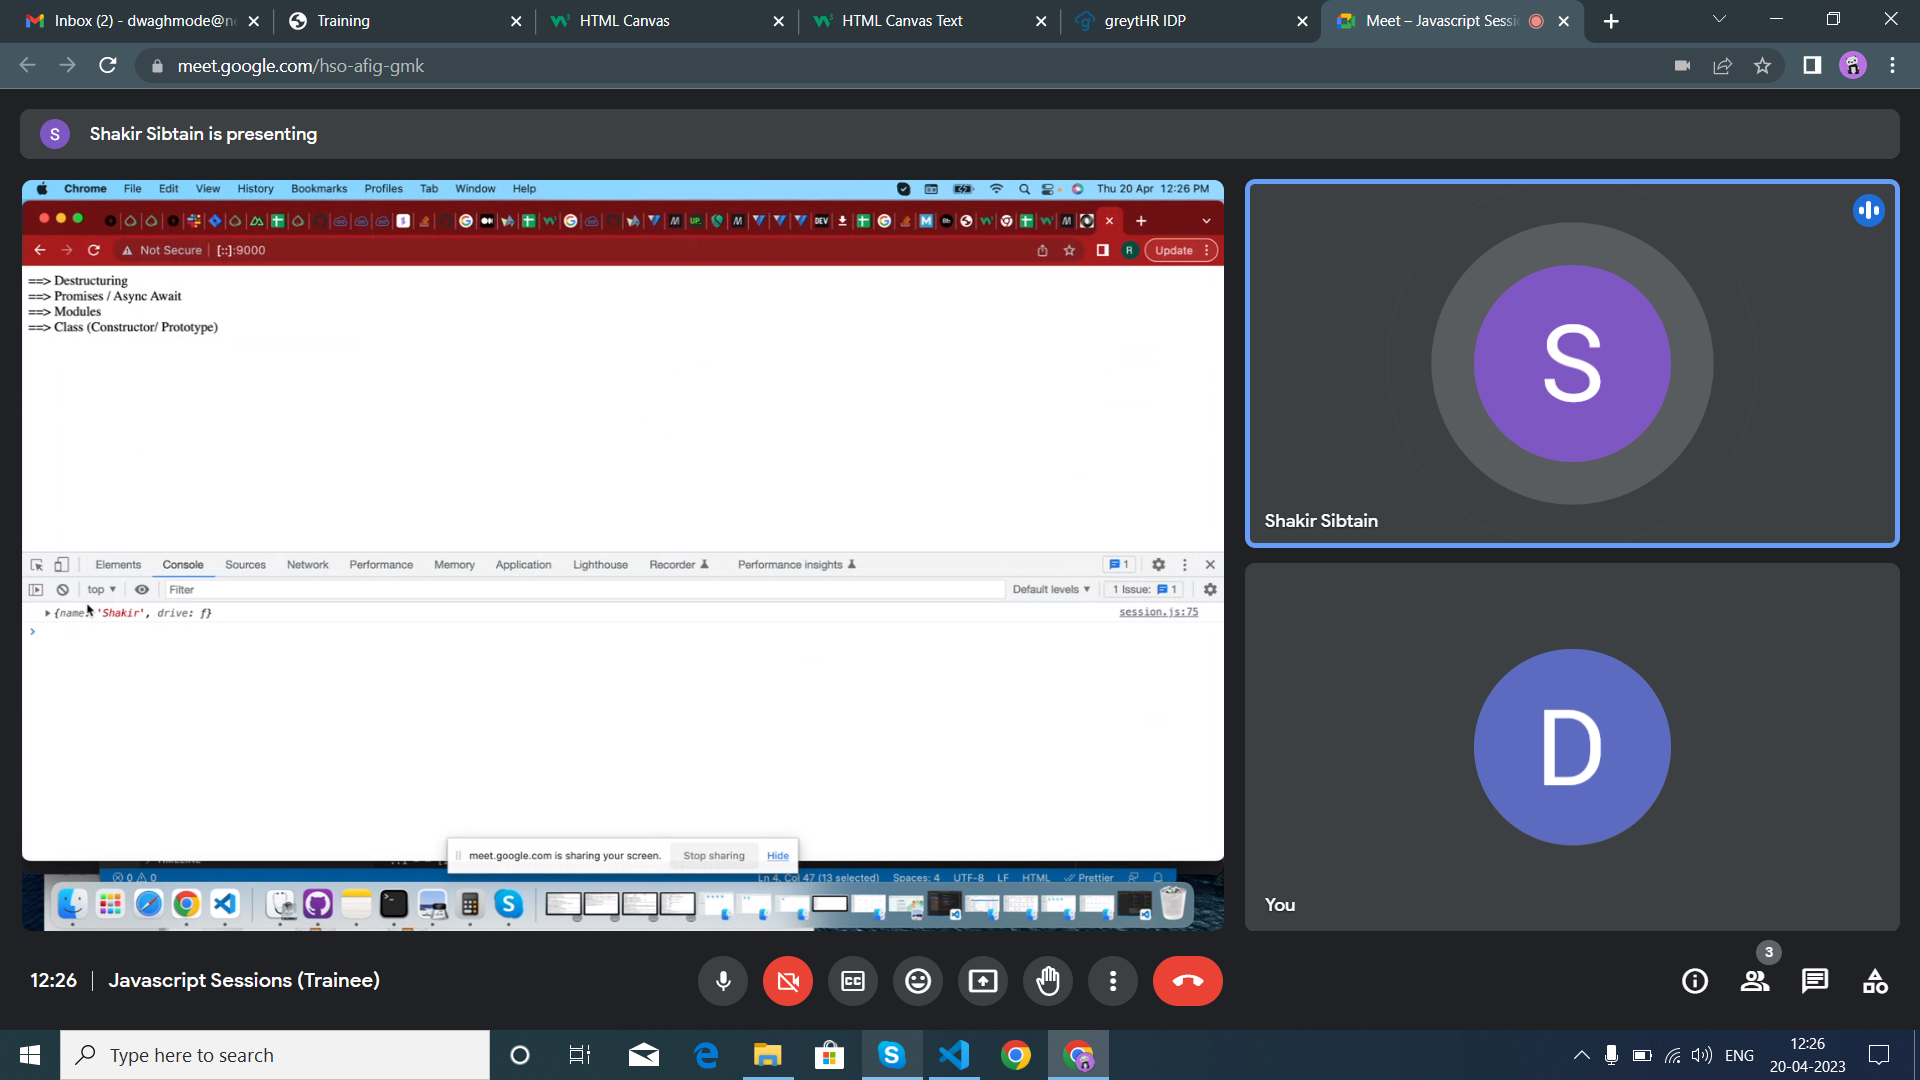 Inbox (2) - dwaghmode@ne
Training
HTML Canvas
HTML Canvas Text
greytHR IDP
Meet – Javascript Sessi
meet.google.com/hso-afig-gmk
S
Shakir Sibtain is presenting
Chrome File Edit View History Bookmarks Profiles Tab Window Help
Thu 20 Apr 12:26 PM
Not Secure [::]:9000
R
Update
==> Destructuring
==> Promises / Async Await
==> Modules
==> Class (Constructor/ Prototype)
Elements Console Sources Network Performance Memory Application Lighthouse Recorder Performance insights
1
top
Filter
Default levels
1 Issue: 1
{name: 'Shakir', drive: ƒ}
session.js:75
meet.google.com is sharing your screen. Stop sharing Hide
0 0
Ln 4, Col 47 (13 selected) Spaces: 4 UTF-8 LF HTML Prettier
S
Shakir Sibtain
D
You
12:26 Javascript Sessions (Trainee)
3
Type here to search
ENG
12:26
20-04-2023